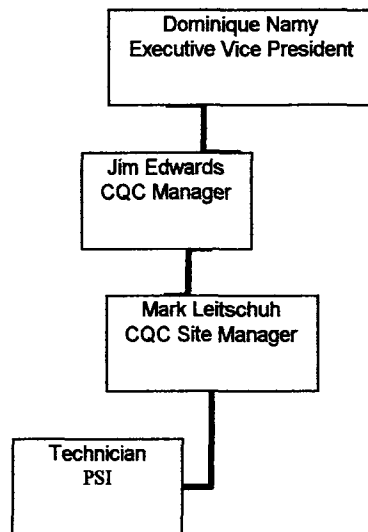 Dominique Namy
Executive Vice President
Jim Edwards
CQC Manager
Mark Leitschuh
CQC Site Manager
Technician
PSI